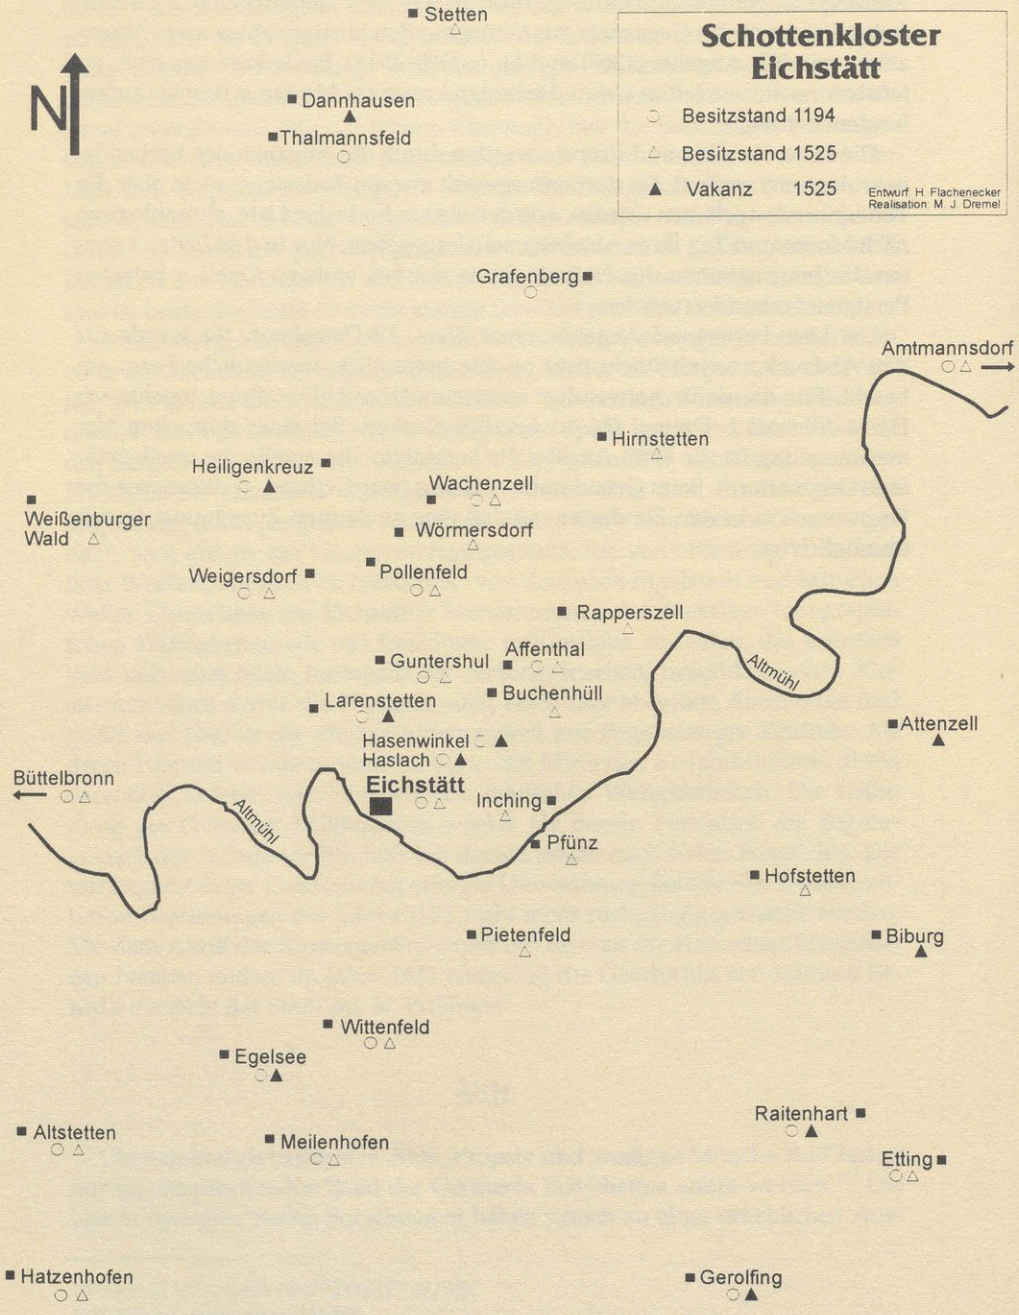 Stetten
Schottenkloster
Eichstätt
Besitzstand 1194
Besitzstand 1525
Vakanz 1525
Entwurf: H. Flachenecker
Realisation: M. J. Dremel
N
Dannhausen
Thalmannsfeld
Grafenberg
Amtmannsdorf
Hirnstetten
Heiligenkreuz
Wachenzell
Weißenburger
Wald
Wörmersdorf
Weigersdorf
Pollenfeld
Rapperszell
Guntershul
Affenthal
Altmühl
Larenstetten
Buchenhüll
Attenzell
Hasenwinkel
Haslach
Büttelbronn
Eichstätt
Altmühl
Inching
Pfünz
Hofstetten
Pietenfeld
Biburg
Wittenfeld
Egelsee
Raitenhart
Altstetten
Meilenhofen
Etting
Hatzenhofen
Gerolfing